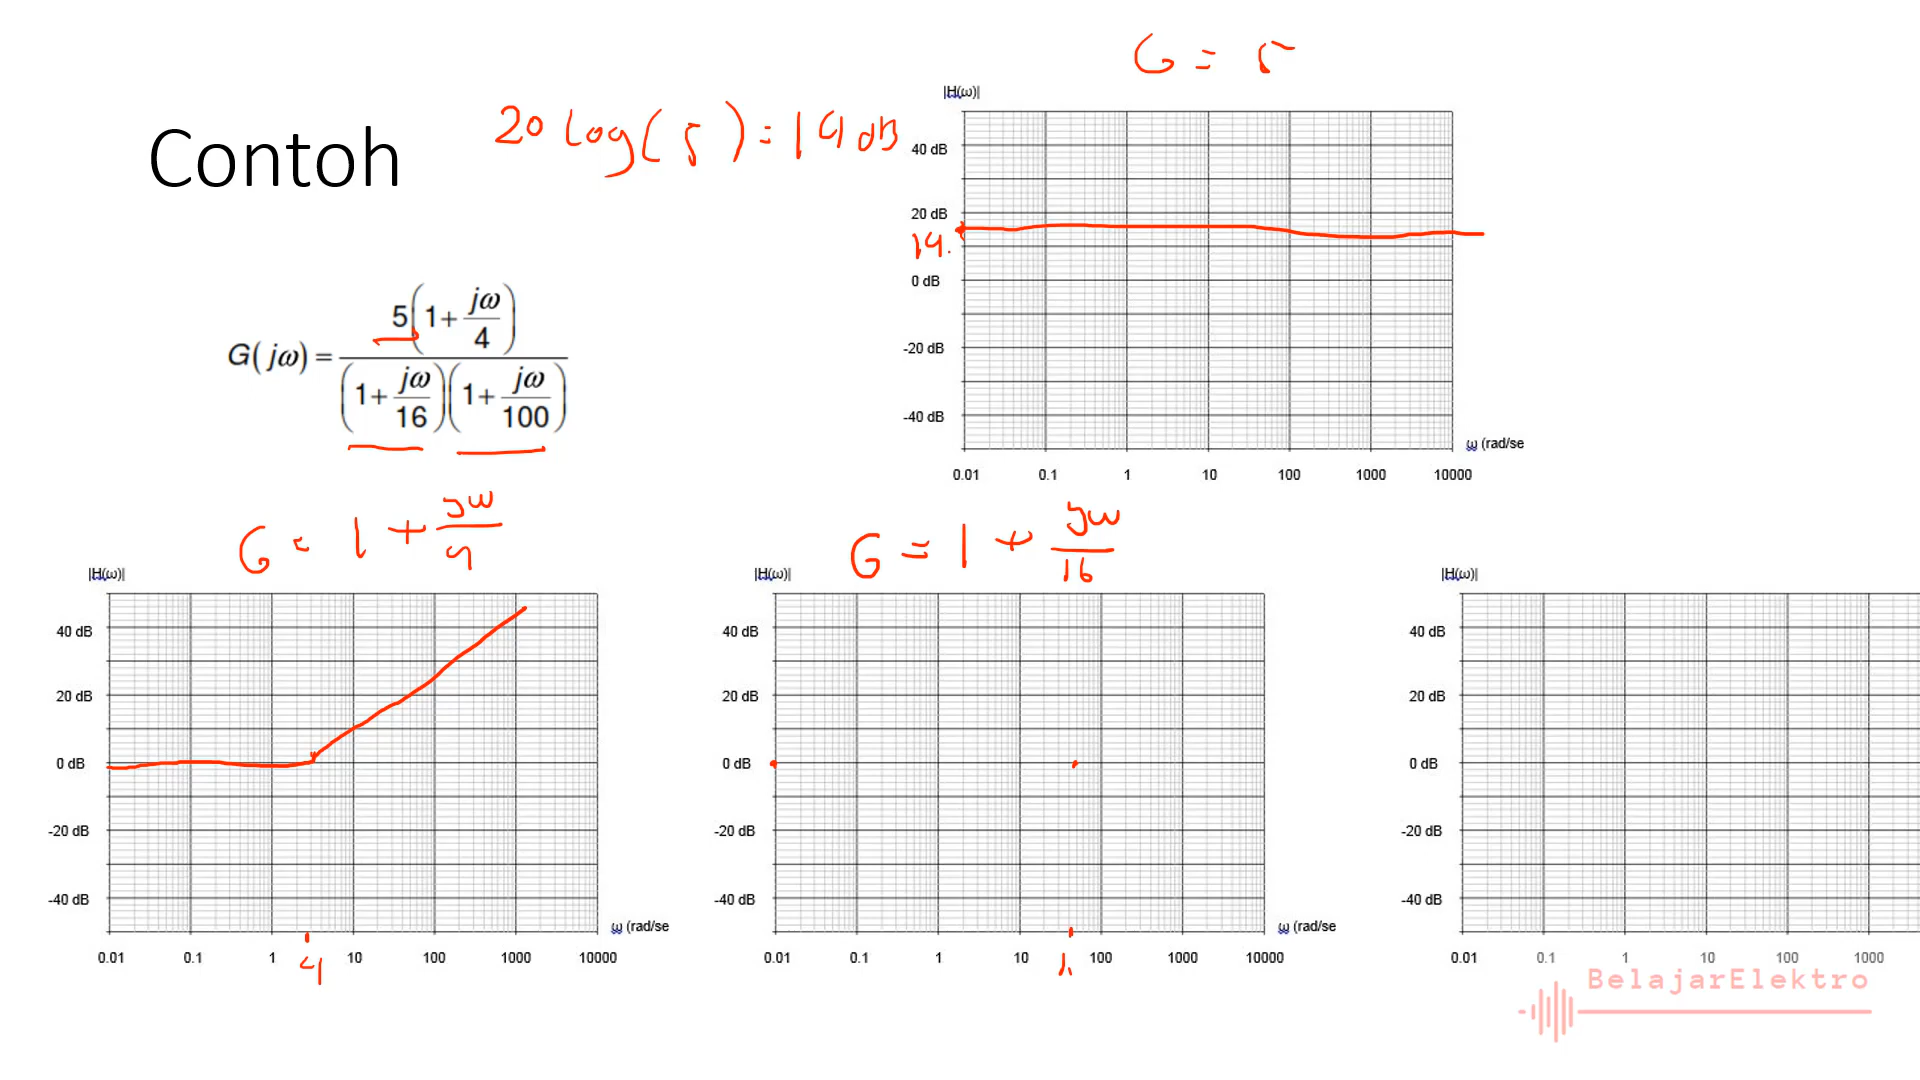 G = 5
20 log( 5 ) = 14 dB
Contoh
|H(ω)|
40 dB
20 dB
14
0 dB
-20 dB
-40 dB
ω (rad/se
0.01 0.1 1 10 100 1000 10000
G(jω) = 5(1+jω/4) / (1+jω/16)(1+jω/100)
G = 1 + jω/4
|H(ω)|
40 dB
20 dB
0 dB
-20 dB
-40 dB
ω (rad/se
0.01 0.1 1 10 100 1000 10000
4
G = 1 + jω/16
|H(ω)|
40 dB
20 dB
0 dB
-20 dB
-40 dB
ω (rad/se
0.01 0.1 1 10 100 1000 10000
|H(ω)|
40 dB
20 dB
0 dB
-20 dB
-40 dB
0.01 0.1 1 10 100 1000
BelajarElektro